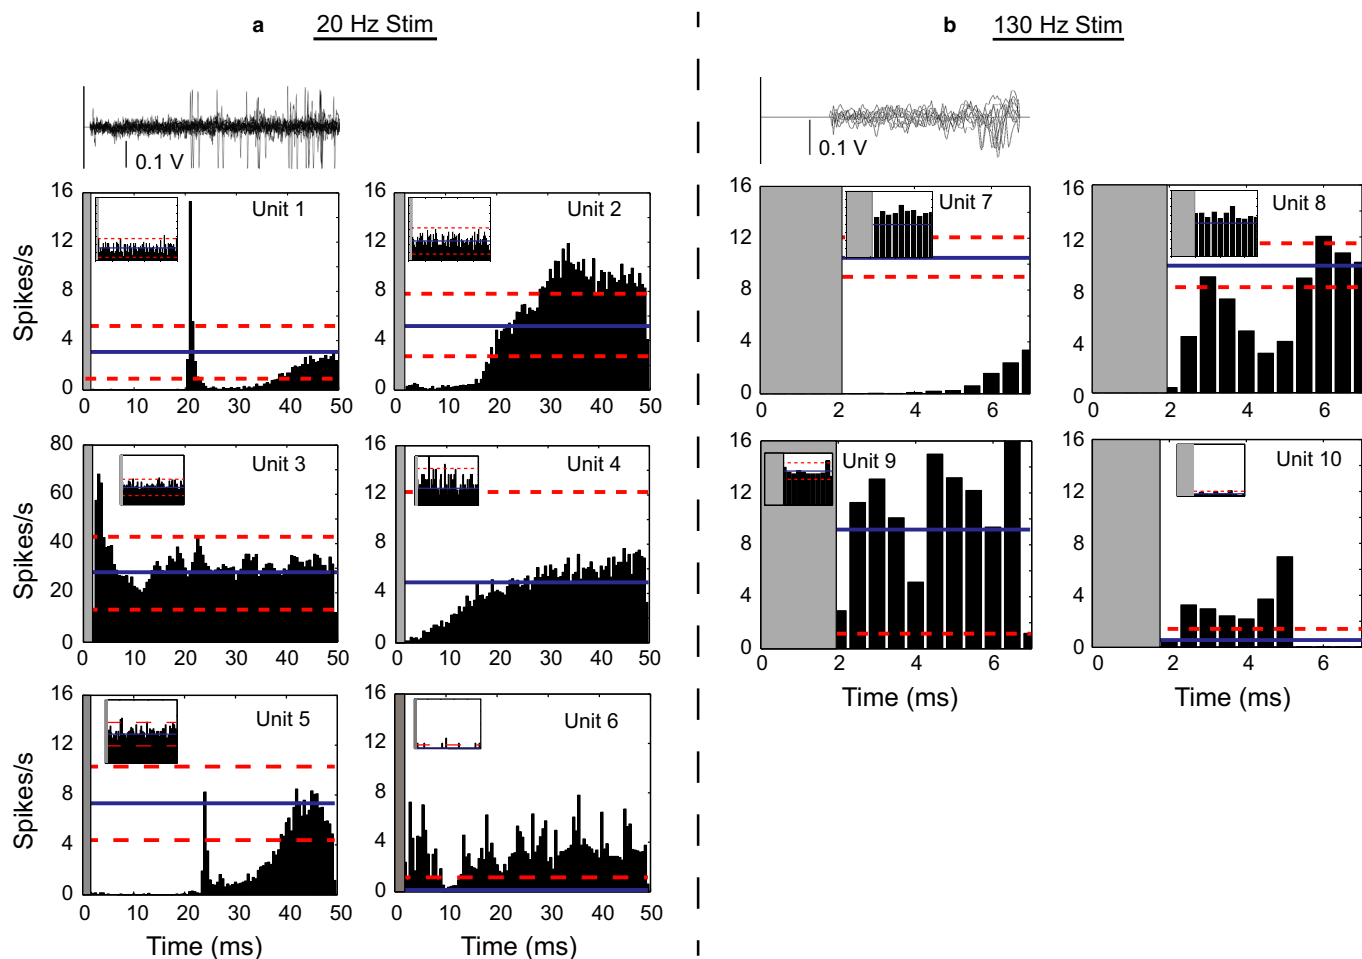 a 20 Hz Stim
b 130 Hz Stim
0.1 V
0.1 V
Spikes/s
16
12
8
4
0
Unit 1
0 10 20 30 40 50
16
12
8
4
0
Unit 2
0 10 20 30 40 50
16
12
8
4
0
Unit 7
0 2 4 6
16
12
8
4
0
Unit 8
0 2 4 6
Spikes/s
80
60
40
20
0
Unit 3
0 10 20 30 40 50
16
12
8
4
0
Unit 4
0 10 20 30 40 50
16
12
8
4
0
Unit 9
0 2 4 6
Time (ms)
16
12
8
4
0
Unit 10
0 2 4 6
Time (ms)
Spikes/s
16
12
8
4
0
Unit 5
0 10 20 30 40 50
Time (ms)
16
12
8
4
0
Unit 6
0 10 20 30 40 50
Time (ms)